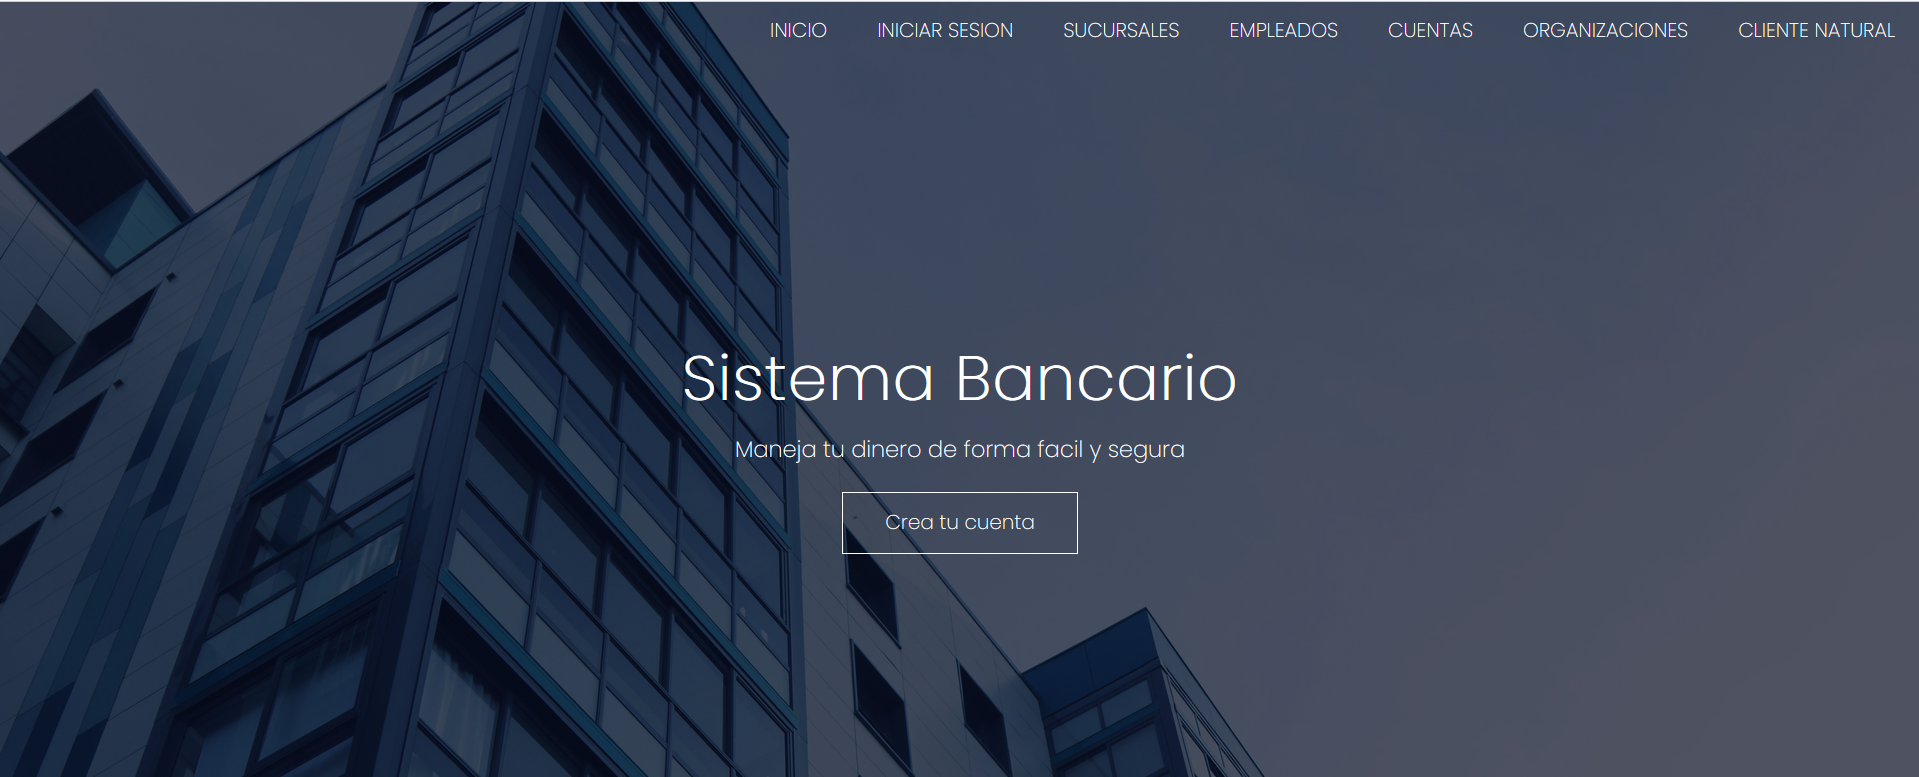 INICIO INICIAR SESION SUCURSALES EMPLEADOS CUENTAS ORGANIZACIONES CLIENTE NATURAL
Sistema Bancario
Maneja tu dinero de forma facil y segura
Crea tu cuenta